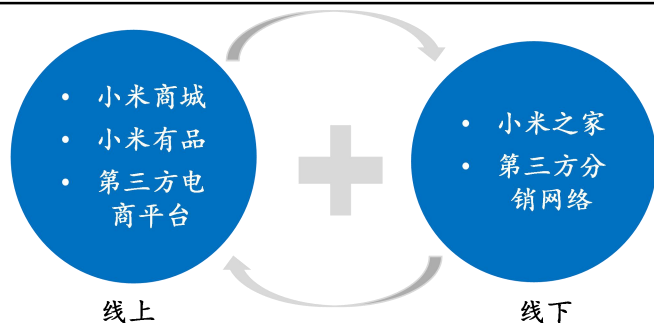 • 小米商城
• 小米有品
• 第三方电
商平台
线上
• 小米之家
• 第三方分
销网络
线下